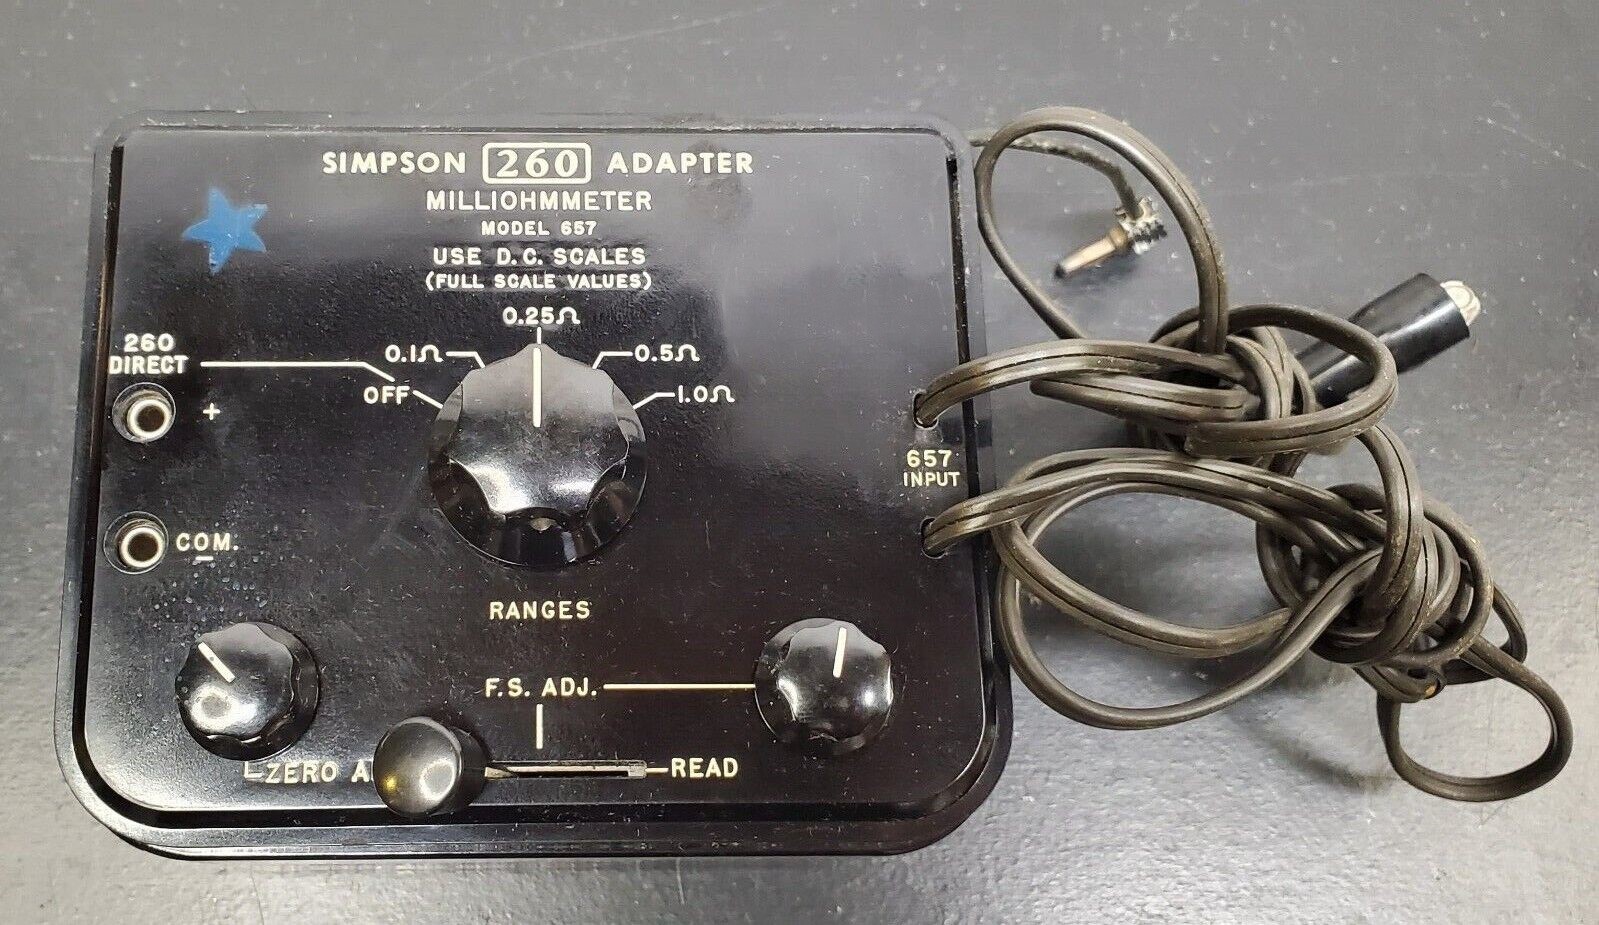 SIMPSON 260 ADAPTER
MILLIOHMMETER
MODEL 657
USE D.C. SCALES
(FULL SCALE VALUES)
0.25Ω
0.1Ω
0.5Ω
OFF
1.0Ω
260
DIRECT
+
COM.
-
657
INPUT
RANGES
F.S. ADJ.
ZERO A
READ